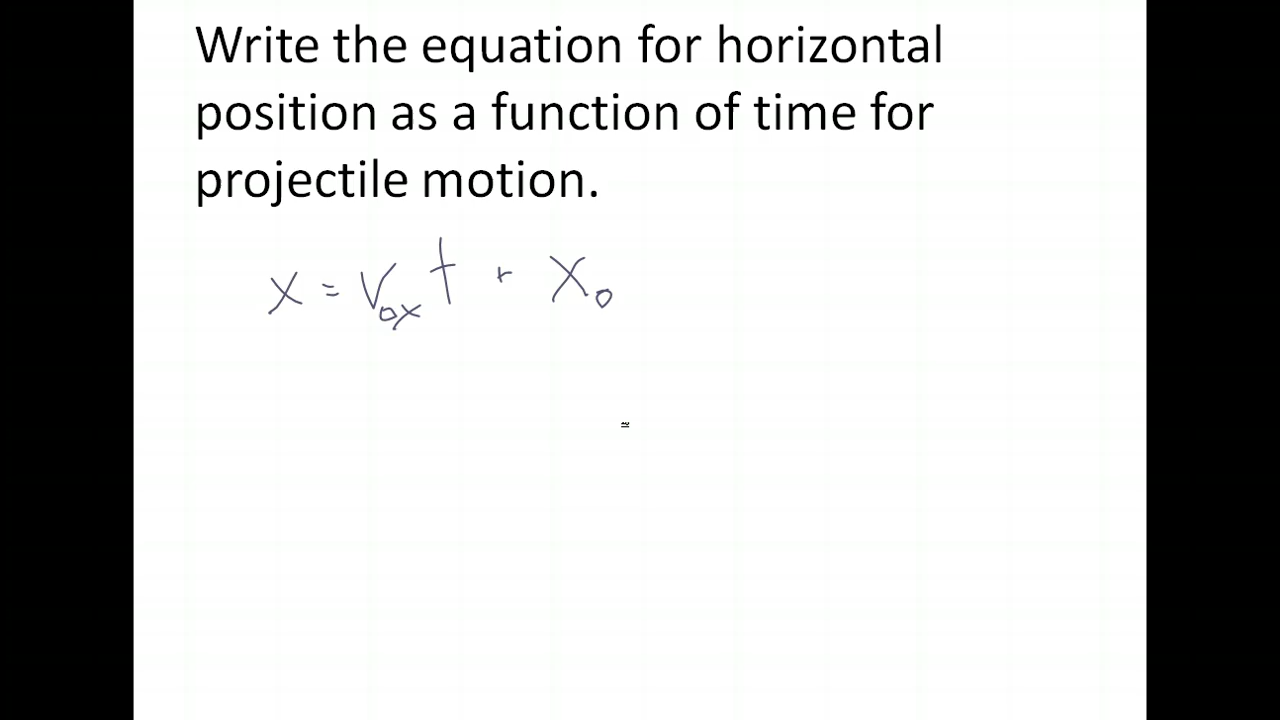 Write the equation for horizontal
position as a function of time for
projectile motion.
x = v₀ₓ t + x₀